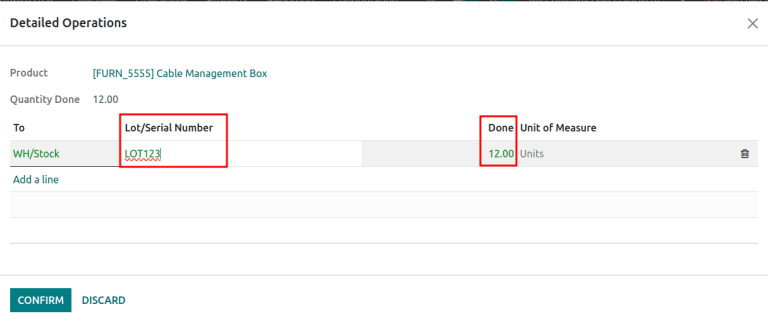 Detailed Operations
Product [FURN_5555] Cable Management Box
Quantity Done 12.00
To Lot/Serial Number Done Unit of Measure
WH/Stock LOT123 12.00 Units
Add a line
CONFIRM DISCARD